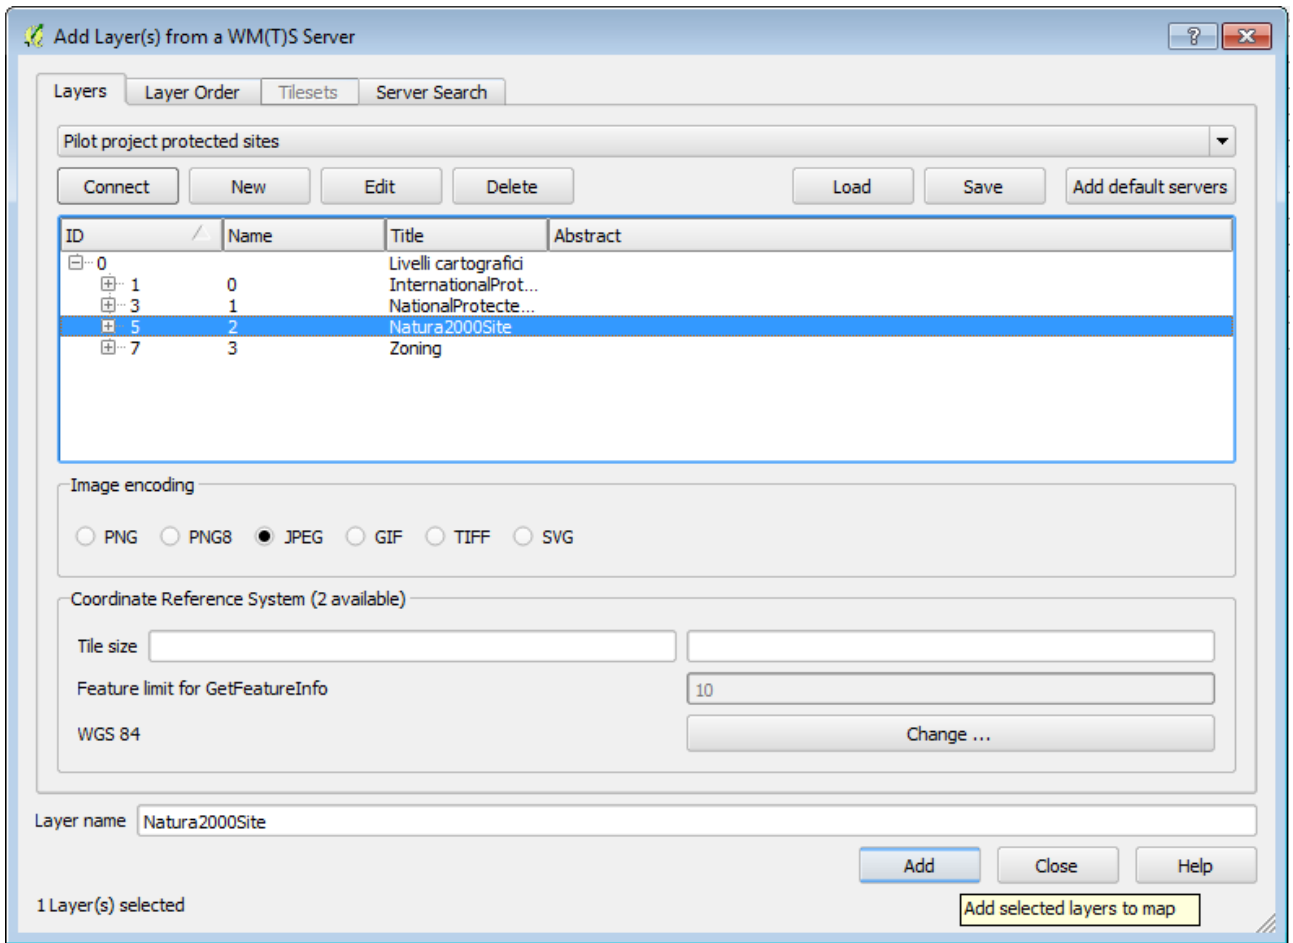 Add Layer(s) from a WM(T)S Server
Layers Layer Order Tilesets Server Search
Pilot project protected sites
Connect New Edit Delete Load Save Add default servers
ID Name Title Abstract
0 Livelli cartografici
1 0 InternationalProt...
3 1 NationalProtecte...
5 2 Natura2000Site
7 3 Zoning
Image encoding
PNG PNG8 JPEG GIF TIFF SVG
Coordinate Reference System (2 available)
Tile size
Feature limit for GetFeatureInfo 10
WGS 84 Change ...
Layer name Natura2000Site
Add Close Help
1 Layer(s) selected
Add selected layers to map